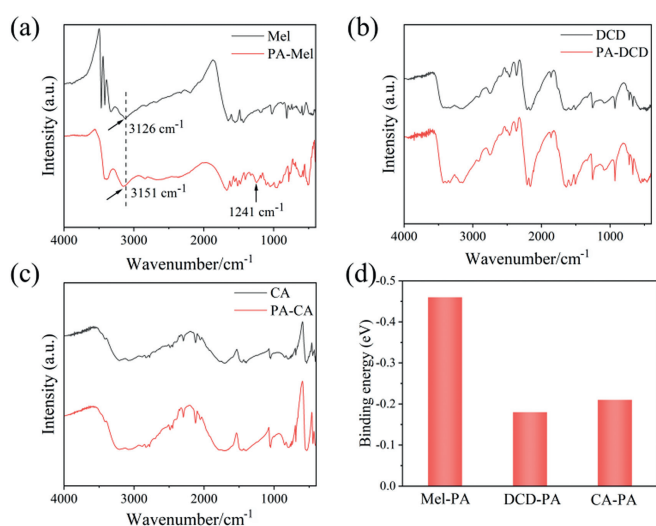 (a)
Mel
PA-Mel
3126 cm⁻¹
3151 cm⁻¹
1241 cm⁻¹
Intensity (a.u.)
4000 3000 2000 1000
Wavenumber/cm⁻¹
(b)
DCD
PA-DCD
Intensity (a.u.)
4000 3000 2000 1000
Wavenumber/cm⁻¹
(c)
CA
PA-CA
Intensity (a.u.)
4000 3000 2000 1000
Wavenumber/cm⁻¹
(d)
-0.5
-0.4
-0.3
-0.2
-0.1
0.0
Binding energy (eV)
Mel-PA DCD-PA CA-PA